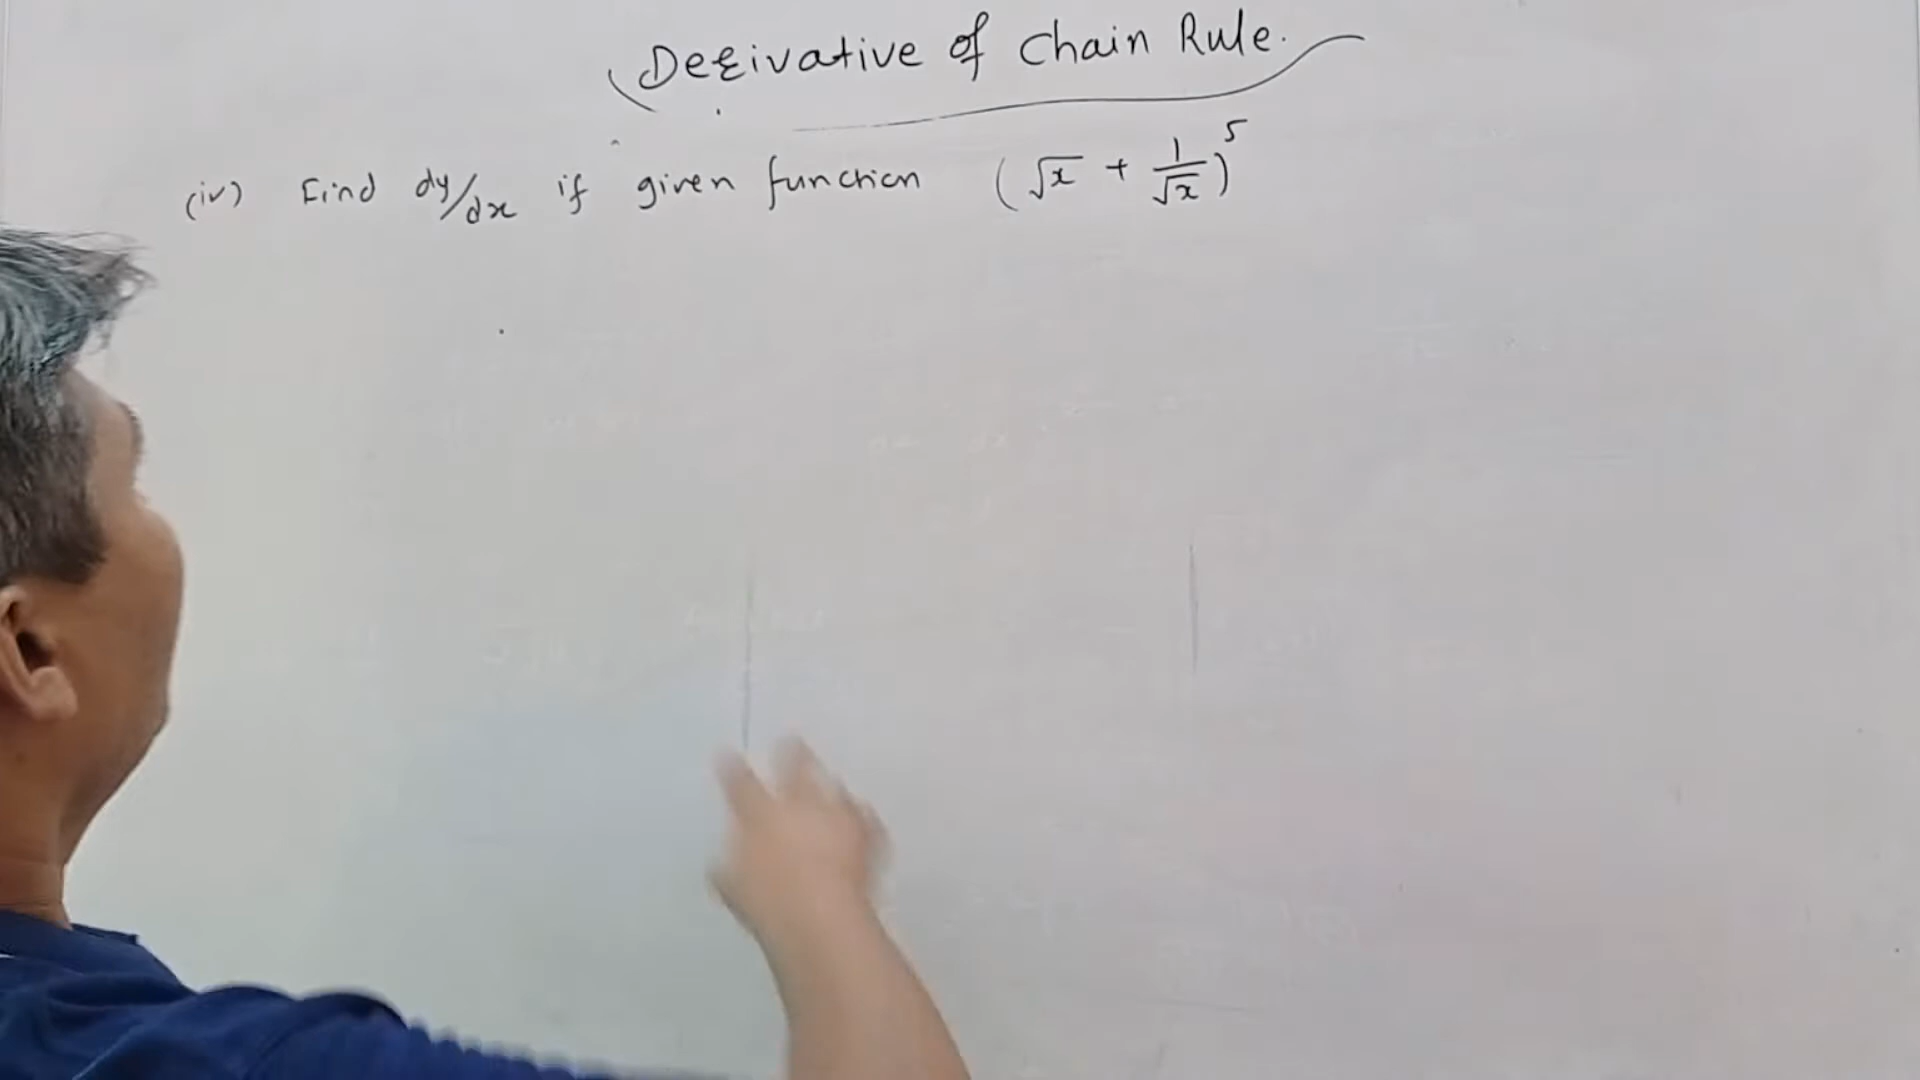 Derivative of Chain Rule.
(iv) Find dy/dx if given function (√x + 1/√x)^5